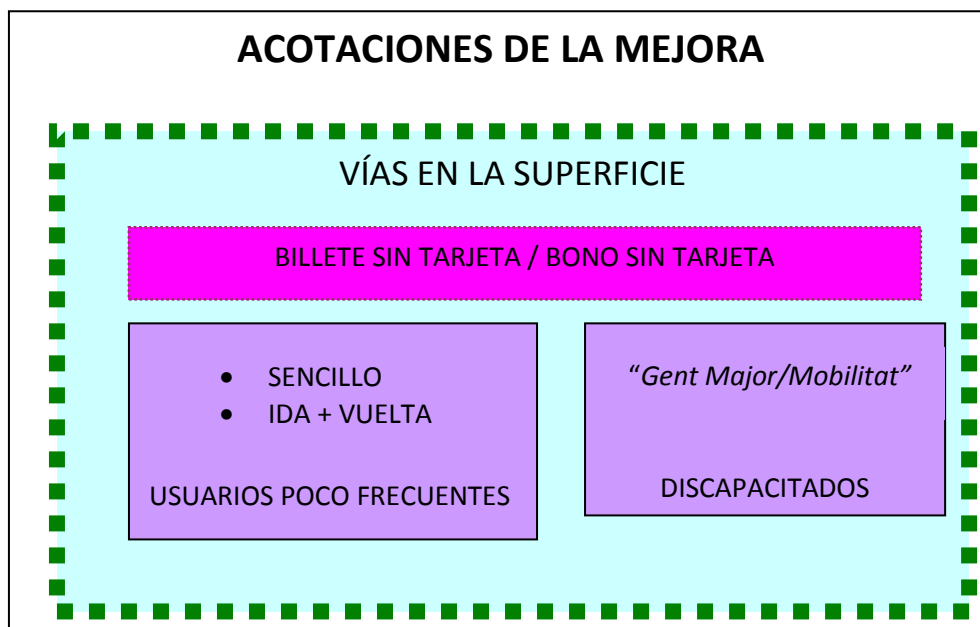 ACOTACIONES DE LA MEJORA
VÍAS EN LA SUPERFICIE
BILLETE SIN TARJETA / BONO SIN TARJETA
• SENCILLO
• IDA + VUELTA
USUARIOS POCO FRECUENTES
“Gent Major/Mobilitat”
DISCAPACITADOS